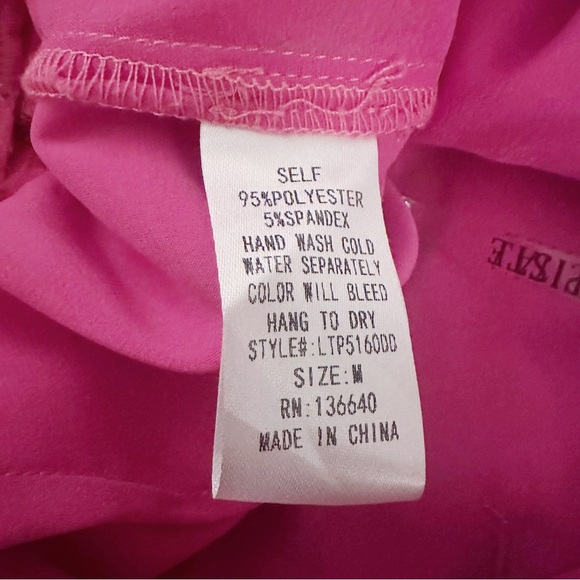 SELF
95%POLYESTER
5%SPANDEX
HAND WASH COLD
WATER SEPARATELY
COLOR WILL BLEED
HANG TO DRY
STYLE#:LTP5160DD
SIZE:M
RN:136640
MADE IN CHINA